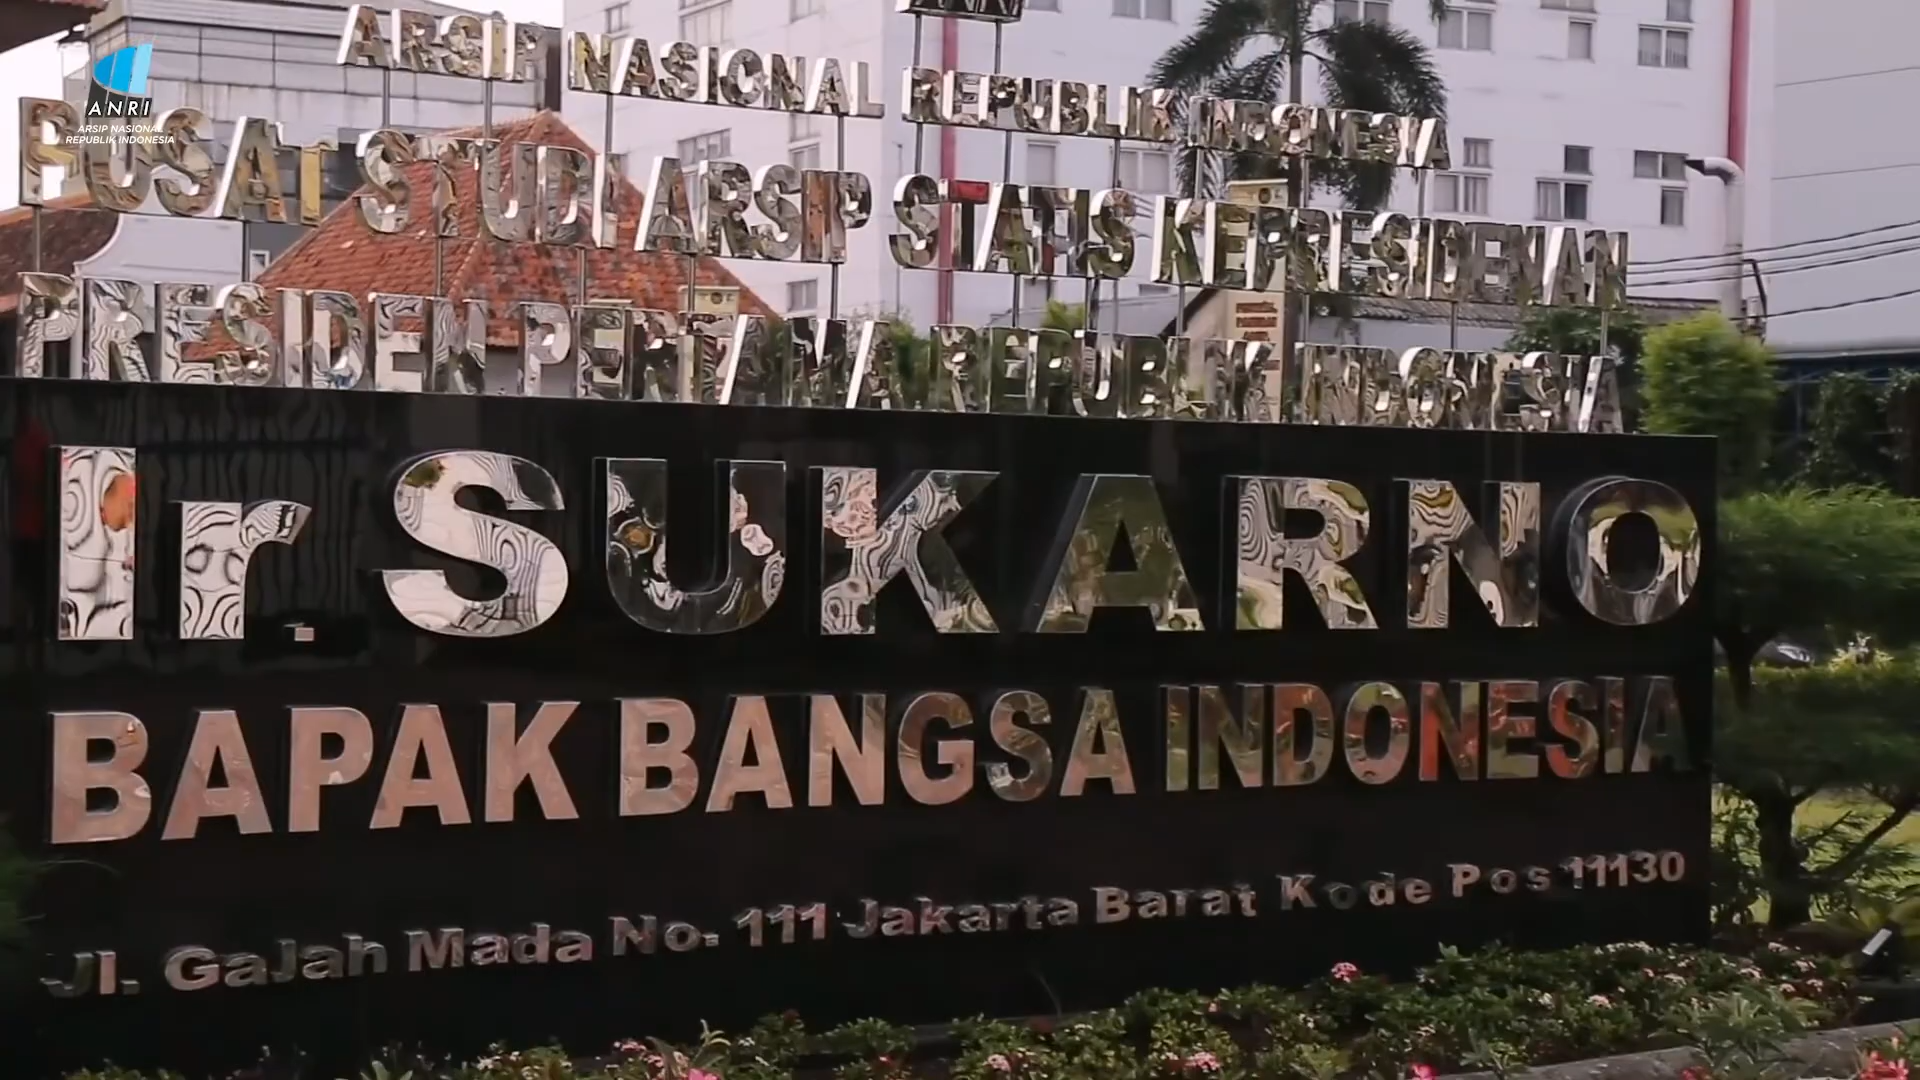 ANRI
ARSIP NASIONAL
REPUBLIK INDONESIA
ARSIP NASIONAL REPUBLIK INDONESIA
PUSAT STUDI ARSIP STATIS KEPRESIDENAN
PRESIDEN PERTAMA REPUBLIK INDONESIA
Ir. SUKARNO
BAPAK BANGSA INDONESIA
Jl. Gajah Mada No. 111 Jakarta Barat Kode Pos 11130